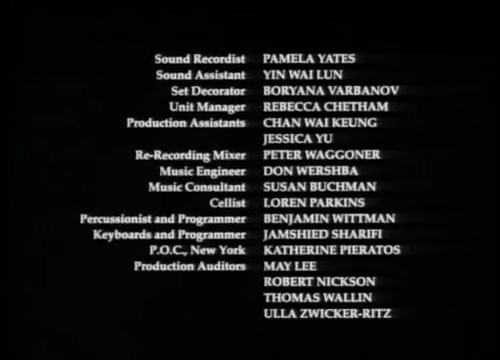 Sound Recordist PAMELA YATES
Sound Assistant YIN WAI LUN
Set Decorator BORYANA VARBANOV
Unit Manager REBECCA CHETHAM
Production Assistants CHAN WAI KEUNG
JESSICA YU
Re-Recording Mixer PETER WAGGONER
Music Engineer DON WERSHBA
Music Consultant SUSAN BUCHMAN
Cellist LOREN PARKINS
Percussionist and Programmer BENJAMIN WITTMAN
Keyboards and Programmer JAMSHIED SHARIFI
P.O.C., New York KATHERINE PIERATOS
Production Auditors MAY LEE
ROBERT NICKSON
THOMAS WALLIN
ULLA ZWICKER-RITZ